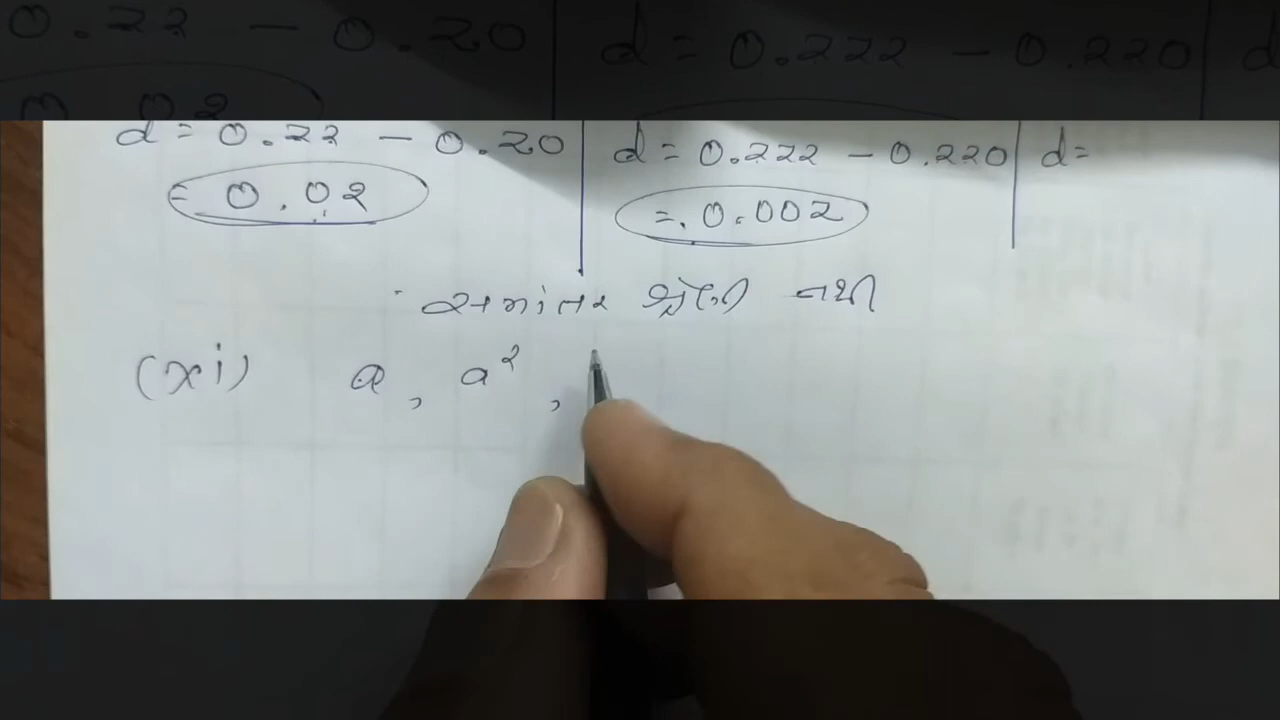 d = 0.22 - 0.20 d = 0.222 - 0.220 d=
= 0.02 =.0.002
સમાંતર શ્રેણી નથી
(xi) a, a²,